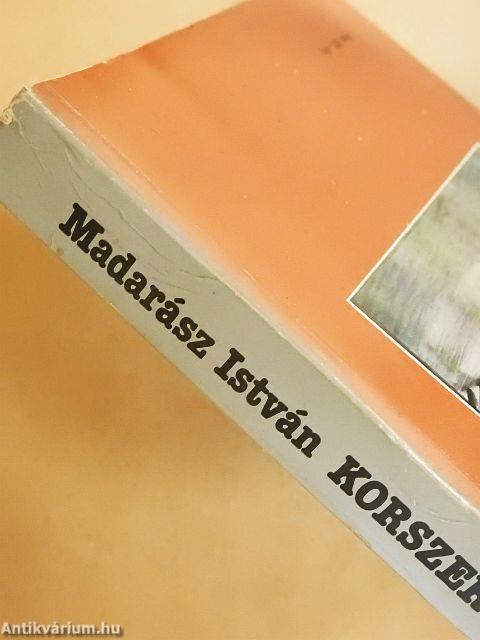 Madarász István KORSZER
Antikvárium.hu